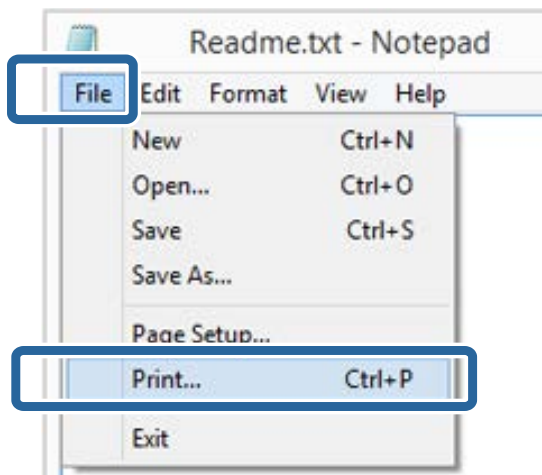 Readme.txt - Notepad
File Edit Format View Help
New Ctrl+N
Open... Ctrl+O
Save Ctrl+S
Save As...
Page Setup...
Print... Ctrl+P
Exit